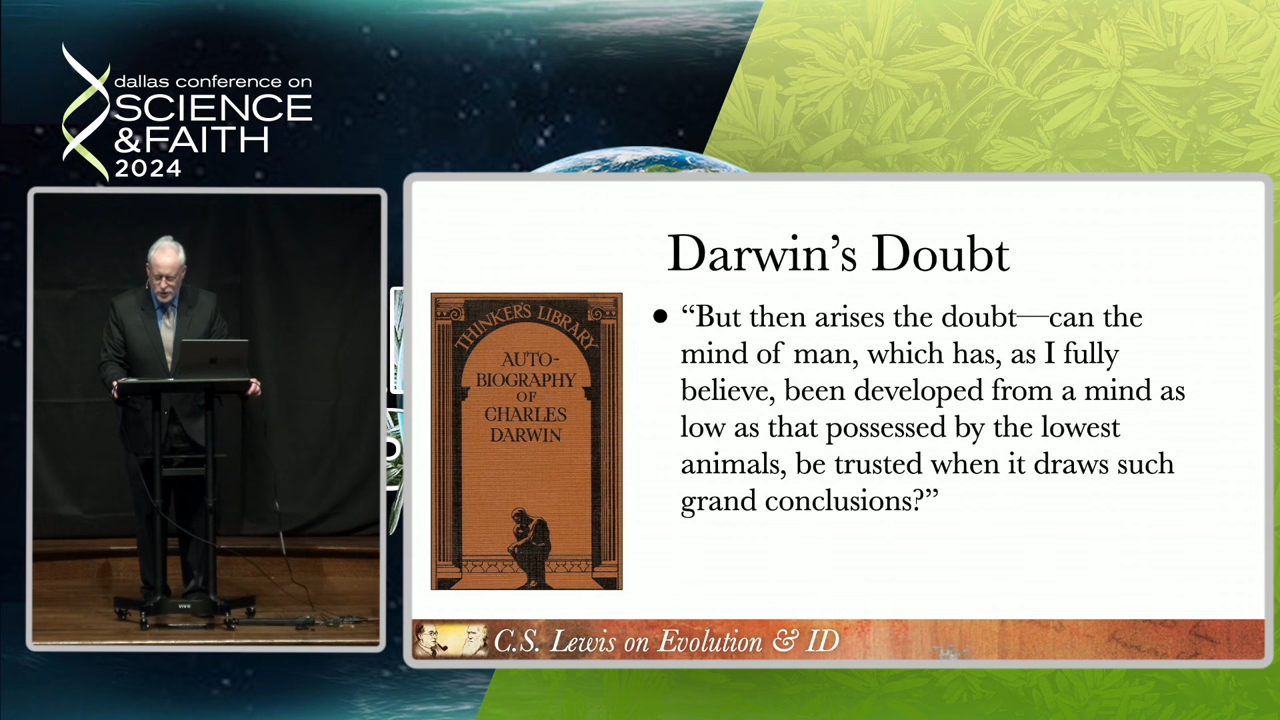 dallas conference on
SCIENCE
&FAITH
2024
Darwin's Doubt
THINKER'S LIBRARY
AUTO-
BIOGRAPHY
OF
CHARLES
DARWIN
• “But then arises the doubt—can the
mind of man, which has, as I fully
believe, been developed from a mind as
low as that possessed by the lowest
animals, be trusted when it draws such
grand conclusions?”
vivo
C.S. Lewis on Evolution & ID